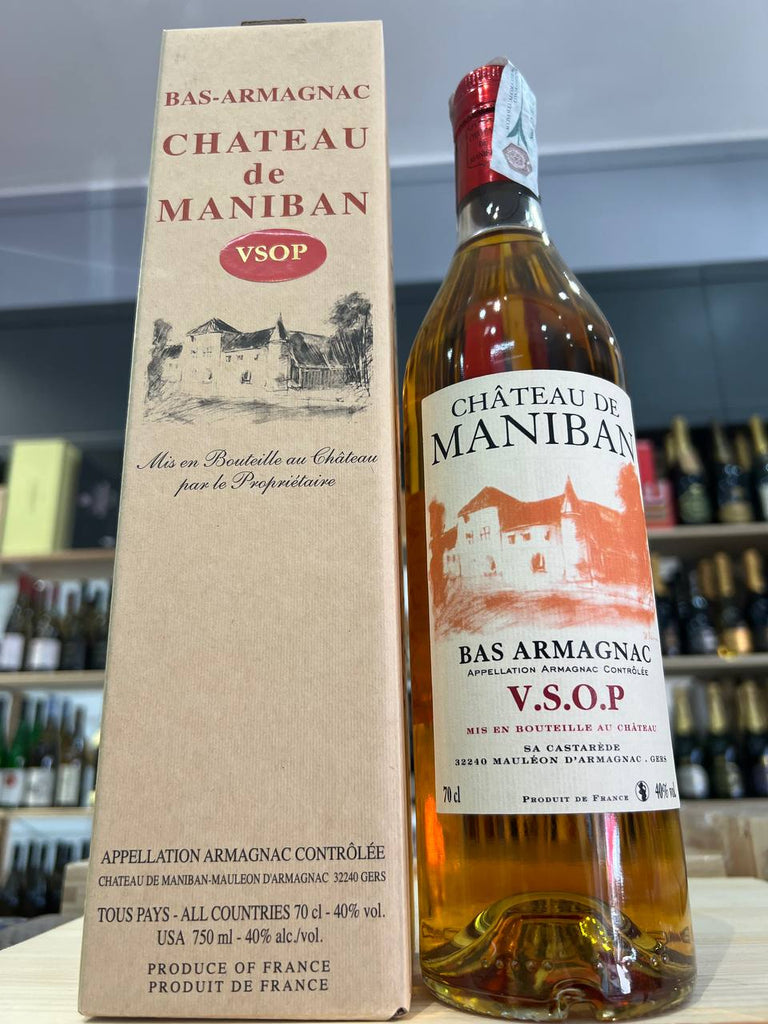 BAS-ARMAGNAC
CHATEAU
de
MANIBAN
VSOP
Mis en Bouteille au Château
par le Propriétaire
APPELLATION ARMAGNAC CONTRÔLÉE
CHATEAU DE MANIBAN-MAULEON D'ARMAGNAC 32240 GERS
TOUS PAYS - ALL COUNTRIES 70 cl - 40% vol.
USA 750 ml - 40% alc./vol.
PRODUCE OF FRANCE
PRODUIT DE FRANCE
CHÂTEAU DE
MANIBAN
BAS ARMAGNAC
APPELLATION ARMAGNAC CONTRÔLÉE
V.S.O.P
MIS EN BOUTEILLE AU CHÂTEAU
SA CASTARÈDE
32240 MAULÉON D'ARMAGNAC . GERS
70 cl PRODUIT DE FRANCE 40% vol.